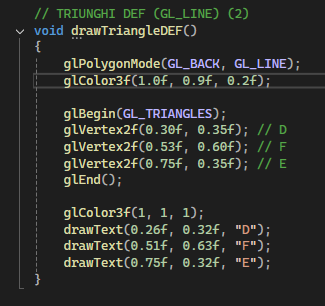 // TRIUNGHI DEF (GL_LINE) (2)
void drawTriangleDEF()
{
glPolygonMode(GL_BACK, GL_LINE);
glColor3f(1.0f, 0.9f, 0.2f);
glBegin(GL_TRIANGLES);
glVertex2f(0.30f, 0.35f); // D
glVertex2f(0.53f, 0.60f); // F
glVertex2f(0.75f, 0.35f); // E
glEnd();
glColor3f(1, 1, 1);
drawText(0.26f, 0.32f, "D");
drawText(0.51f, 0.63f, "F");
drawText(0.75f, 0.32f, "E");
}